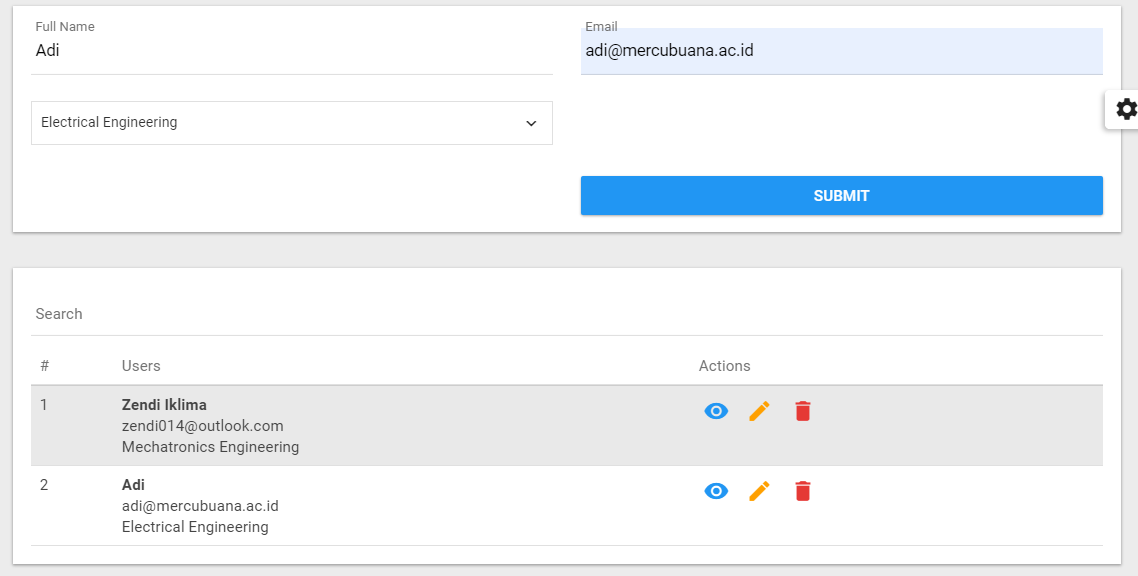 Full Name
Email
Adi
adi@mercubuana.ac.id
Electrical Engineering
SUBMIT
Search
# Users Actions
1 Zendi Iklima
zendi014@outlook.com
Mechatronics Engineering
2 Adi
adi@mercubuana.ac.id
Electrical Engineering